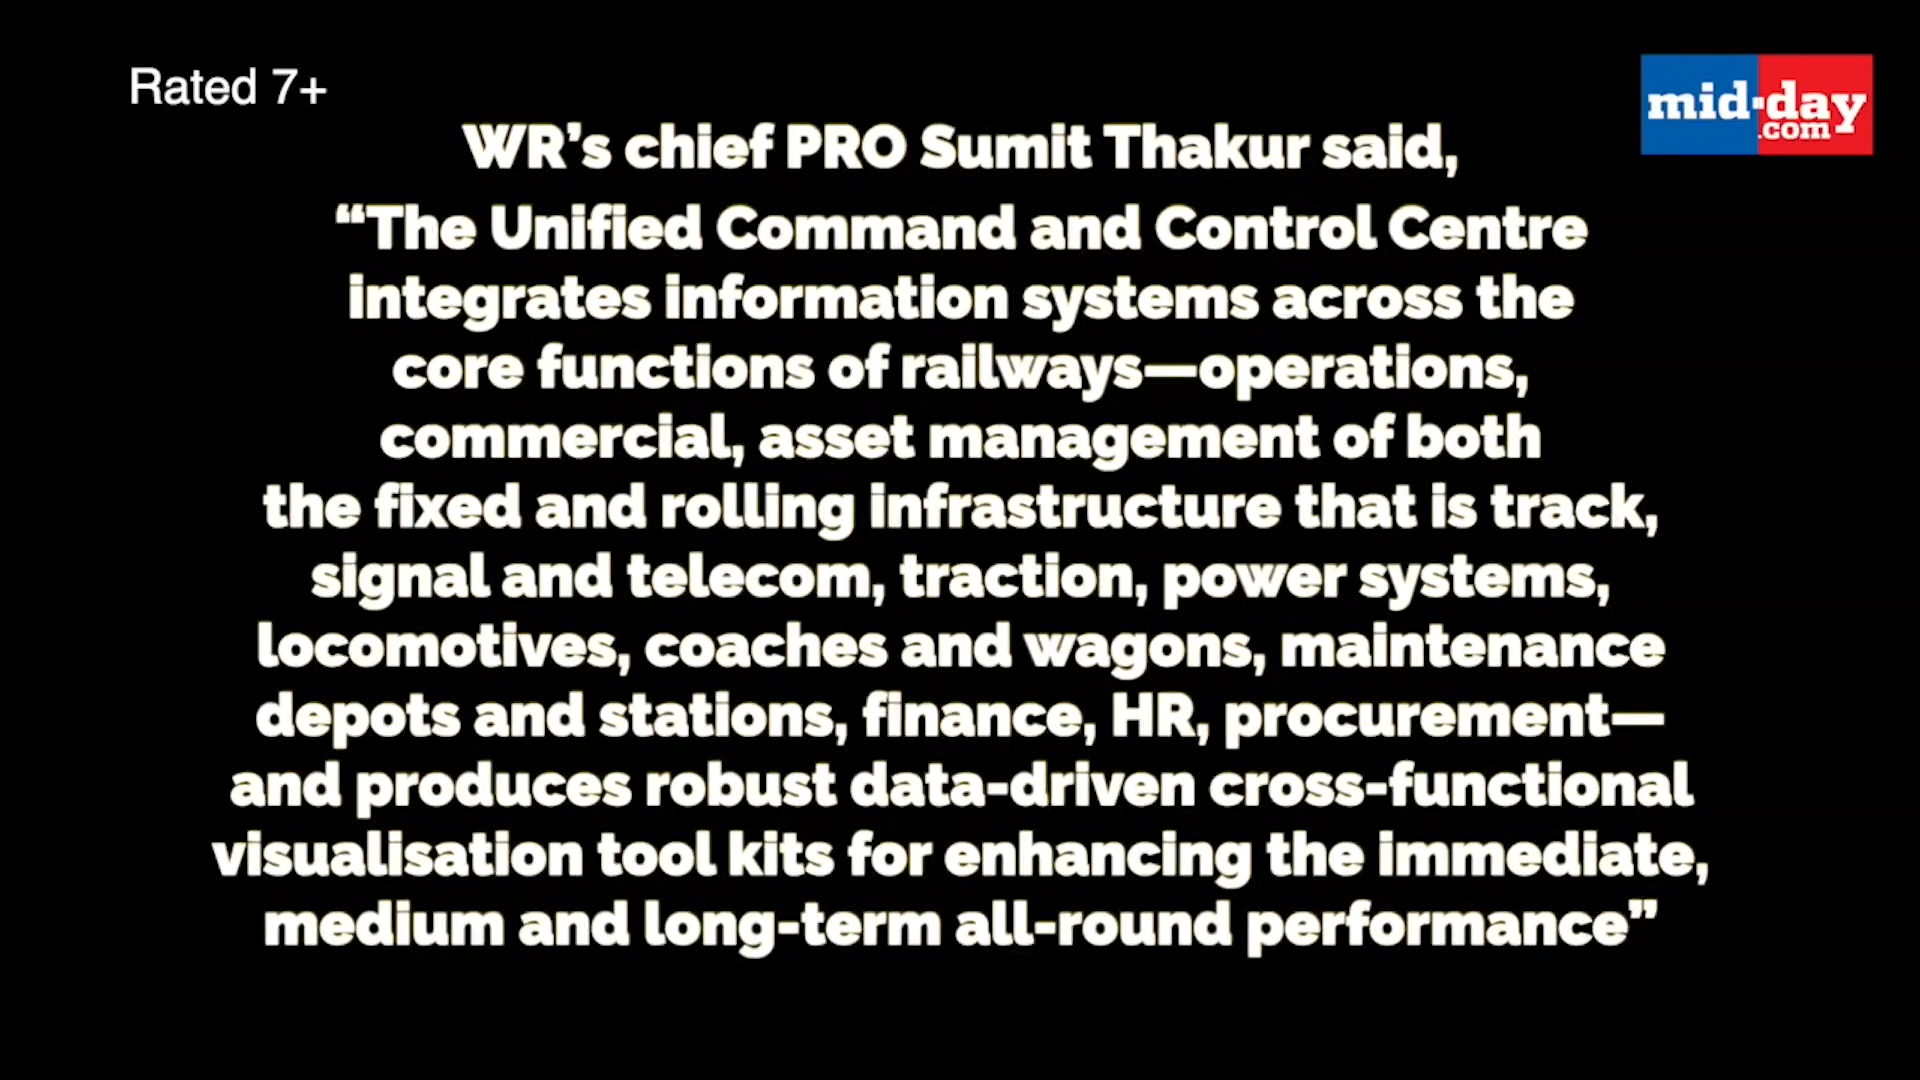 Rated 7+
mid-day
.com
WR’s chief PRO Sumit Thakur said,
“The Unified Command and Control Centre
integrates information systems across the
core functions of railways—operations,
commercial, asset management of both
the fixed and rolling infrastructure that is track,
signal and telecom, traction, power systems,
locomotives, coaches and wagons, maintenance
depots and stations, finance, HR, procurement—
and produces robust data-driven cross-functional
visualisation tool kits for enhancing the immediate,
medium and long-term all-round performance”